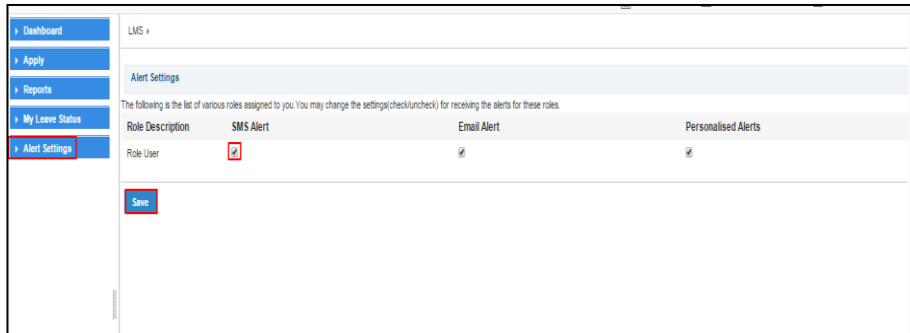 Dashboard
Apply
Reports
My Leave Status
Alert Settings
LMS
Alert Settings
The following is the list of various roles assigned to you.You may change the settings(check/uncheck) for receiving the alerts for these roles.
Role Description SMS Alert Email Alert Personalised Alerts
Role User
Save